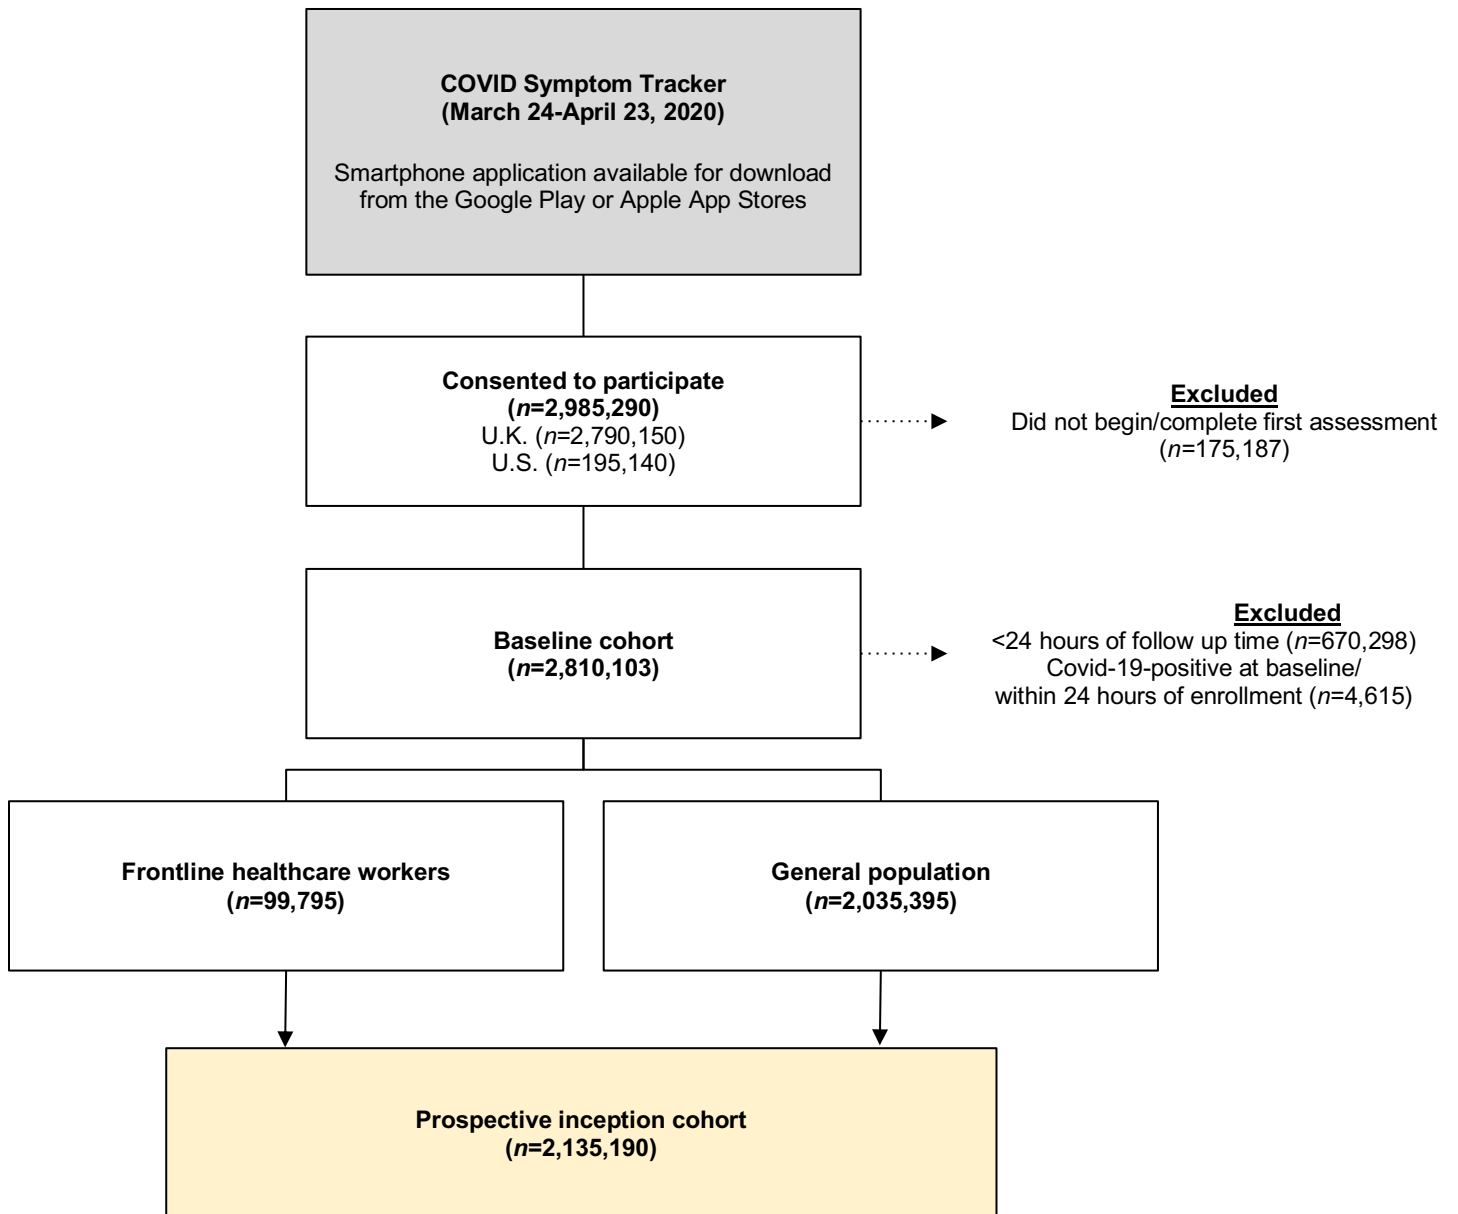 COVID Symptom Tracker
(March 24-April 23, 2020)
Smartphone application available for download
from the Google Play or Apple App Stores
Consented to participate
(n=2,985,290)
U.K. (n=2,790,150)
U.S. (n=195,140)
Excluded
Did not begin/complete first assessment
(n=175,187)
Baseline cohort
(n=2,810,103)
Excluded
<24 hours of follow up time (n=670,298)
Covid-19-positive at baseline/
within 24 hours of enrollment (n=4,615)
Frontline healthcare workers
(n=99,795)
General population
(n=2,035,395)
Prospective inception cohort
(n=2,135,190)